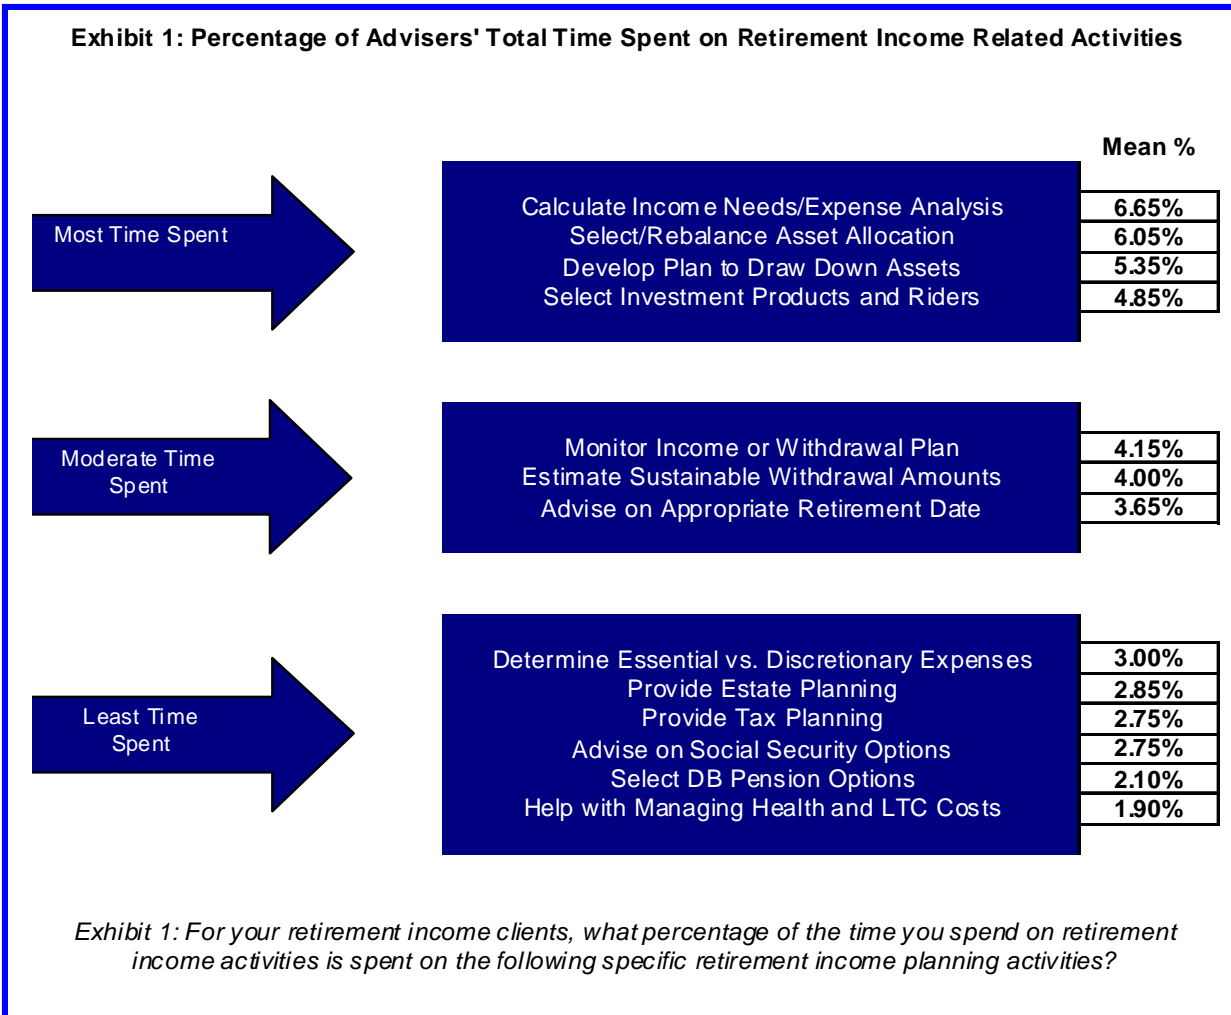 Exhibit 1: Percentage of Advisers' Total Time Spent on Retirement Income Related Activities
Mean %
Most Time Spent
Calculate Income Needs/Expense Analysis 6.65%
Select/Rebalance Asset Allocation 6.05%
Develop Plan to Draw Down Assets 5.35%
Select Investment Products and Riders 4.85%
Moderate Time
Spent
Monitor Income or Withdrawal Plan 4.15%
Estimate Sustainable Withdrawal Amounts 4.00%
Advise on Appropriate Retirement Date 3.65%
Least Time
Spent
Determine Essential vs. Discretionary Expenses 3.00%
Provide Estate Planning 2.85%
Provide Tax Planning 2.75%
Advise on Social Security Options 2.75%
Select DB Pension Options 2.10%
Help with Managing Health and LTC Costs 1.90%
Exhibit 1: For your retirement income clients, what percentage of the time you spend on retirement
income activities is spent on the following specific retirement income planning activities?